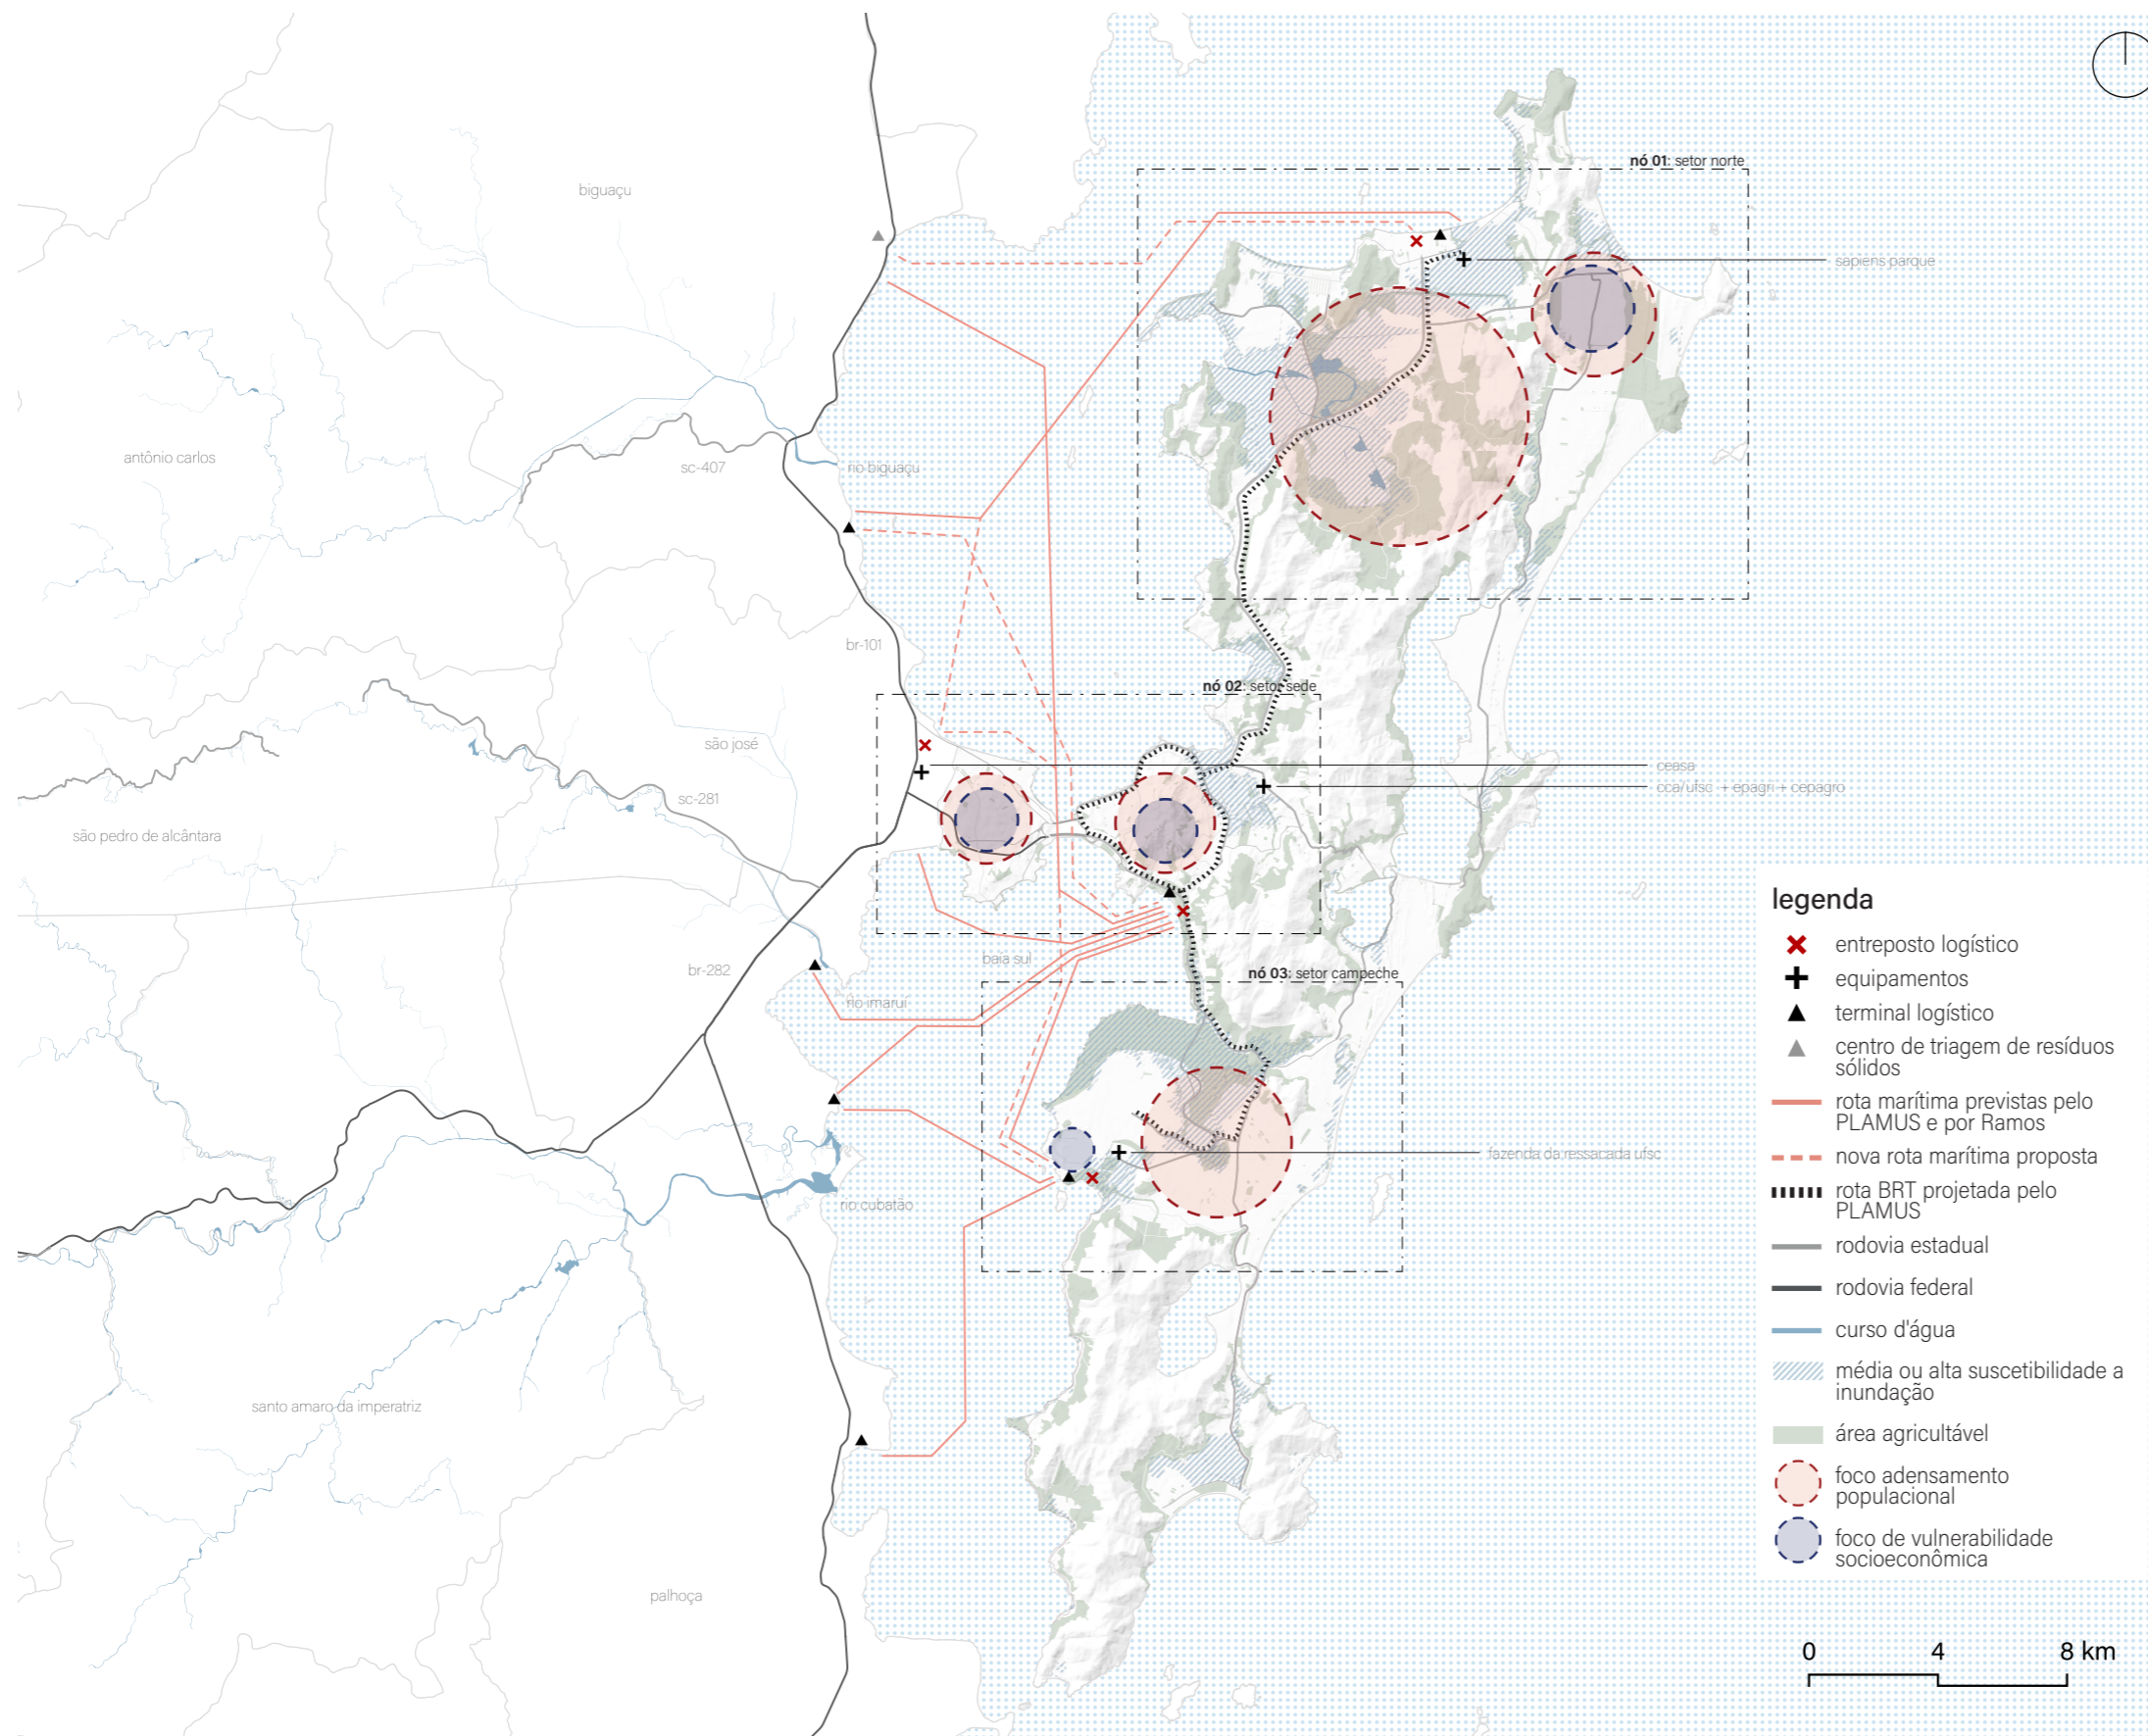 nó 01: setor norte
biguaçu
sapiens parque
antônio carlos
sc-407
rio biguaçu
br-101
nó 02: setor sede
são josé
ceasa
cca/ufsc + epagri + cepagro
sc-281
são pedro de alcântara
baia sul
br-282
nó 03: setor campeche
rio imaruí
fazenda da ressacada ufsc
rio cubatão
santo amaro da imperatriz
palhoça
legenda
entreposto logístico
equipamentos
terminal logístico
centro de triagem de resíduos
sólidos
rota marítima previstas pelo
PLAMUS e por Ramos
nova rota marítima proposta
rota BRT projetada pelo
PLAMUS
rodovia estadual
rodovia federal
curso d'água
média ou alta suscetibilidade a
inundação
área agricultável
foco adensamento
populacional
foco de vulnerabilidade
socioeconômica
0 4 8 km